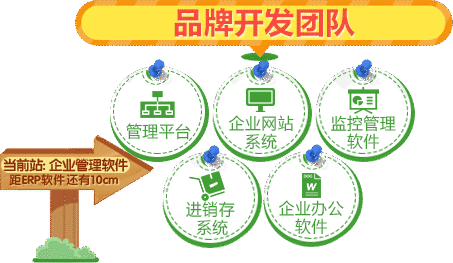 品牌开发团队
管理平台
企业网站
系统
监控管理
软件
当前站: 企业管理软件
距ERP软件 还有10cm
进销存
系统
DOC
W
企业办公
软件